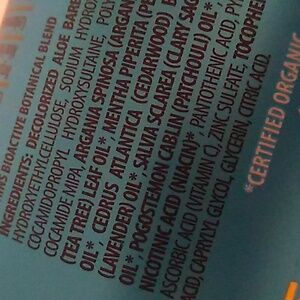 BIOACTIVE BOTANICAL BLEND
INGREDIENTS: DECOLORIZED ALOE BARB
HYDROXYETHYLCELLULOSE, SODIUM HYDROX
COCAMIDOPROPYL HYDROXYSULTAINE, POLY
COCAMIDE MIPA, ARGANIA SPINOSA (ARGAN
(TEA TREE) LEAF OIL*, MENTHA PIPERITA (PE
OIL*, CEDRUS ATLANTICA (CEDARWOOD) B
(LAVENDER) OIL*, SALVIA SCLAREA (CLARY SAGE
OIL*, POGOSTEMON CABLIN (PATCHOULI) OIL*,
NICOTINIC ACID (NIACIN)*, PANTOTHENIC ACID, PY
ASCORBIC ACID (VITAMIN C), ZINC SULFATE, TOCOPHE
ACID, CAPRYLYL GLYCOL, GLYCERIN, CITRIC ACID.
*CERTIFIED ORGANIC